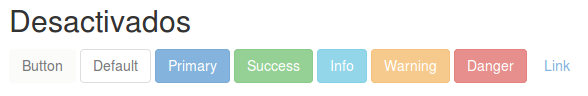 Desactivados
Button Default Primary Success Info Warning Danger Link